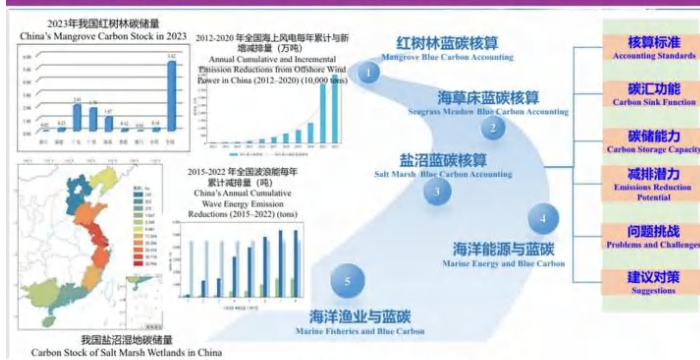 2023年我国红树林碳储量
China's Mangrove Carbon Stock in 2023
2012-2020 年全国海上风电每年累计与新
增减排量（万吨）
Annual Cumulative and Incremental
Emission Reductions from Offshore Wind
Power in China (2012–2020) (10,000 tons)
2015-2022 年全国波浪能每年
累计减排量（吨）
China's Annual Cumulative
Wave Energy Emission
Reductions (2015–2022) (tons)
我国盐沼湿地碳储量
Carbon Stock of Salt Marsh Wetlands in China
红树林蓝碳核算
Mangrove Blue Carbon Accounting
1
海草床蓝碳核算
Seagrass Meadow Blue Carbon Accounting
2
盐沼蓝碳核算
Salt Marsh Blue Carbon Accounting
3
4
海洋能源与蓝碳
Marine Energy and Blue Carbon
5
海洋渔业与蓝碳
Marine Fisheries and Blue Carbon
核算标准
Accounting Standards
碳汇功能
Carbon Sink Function
碳储能力
Carbon Storage Capacity
减排潜力
Emissions Reduction
Potential
问题挑战
Problems and Challenges
建议对策
Suggestions